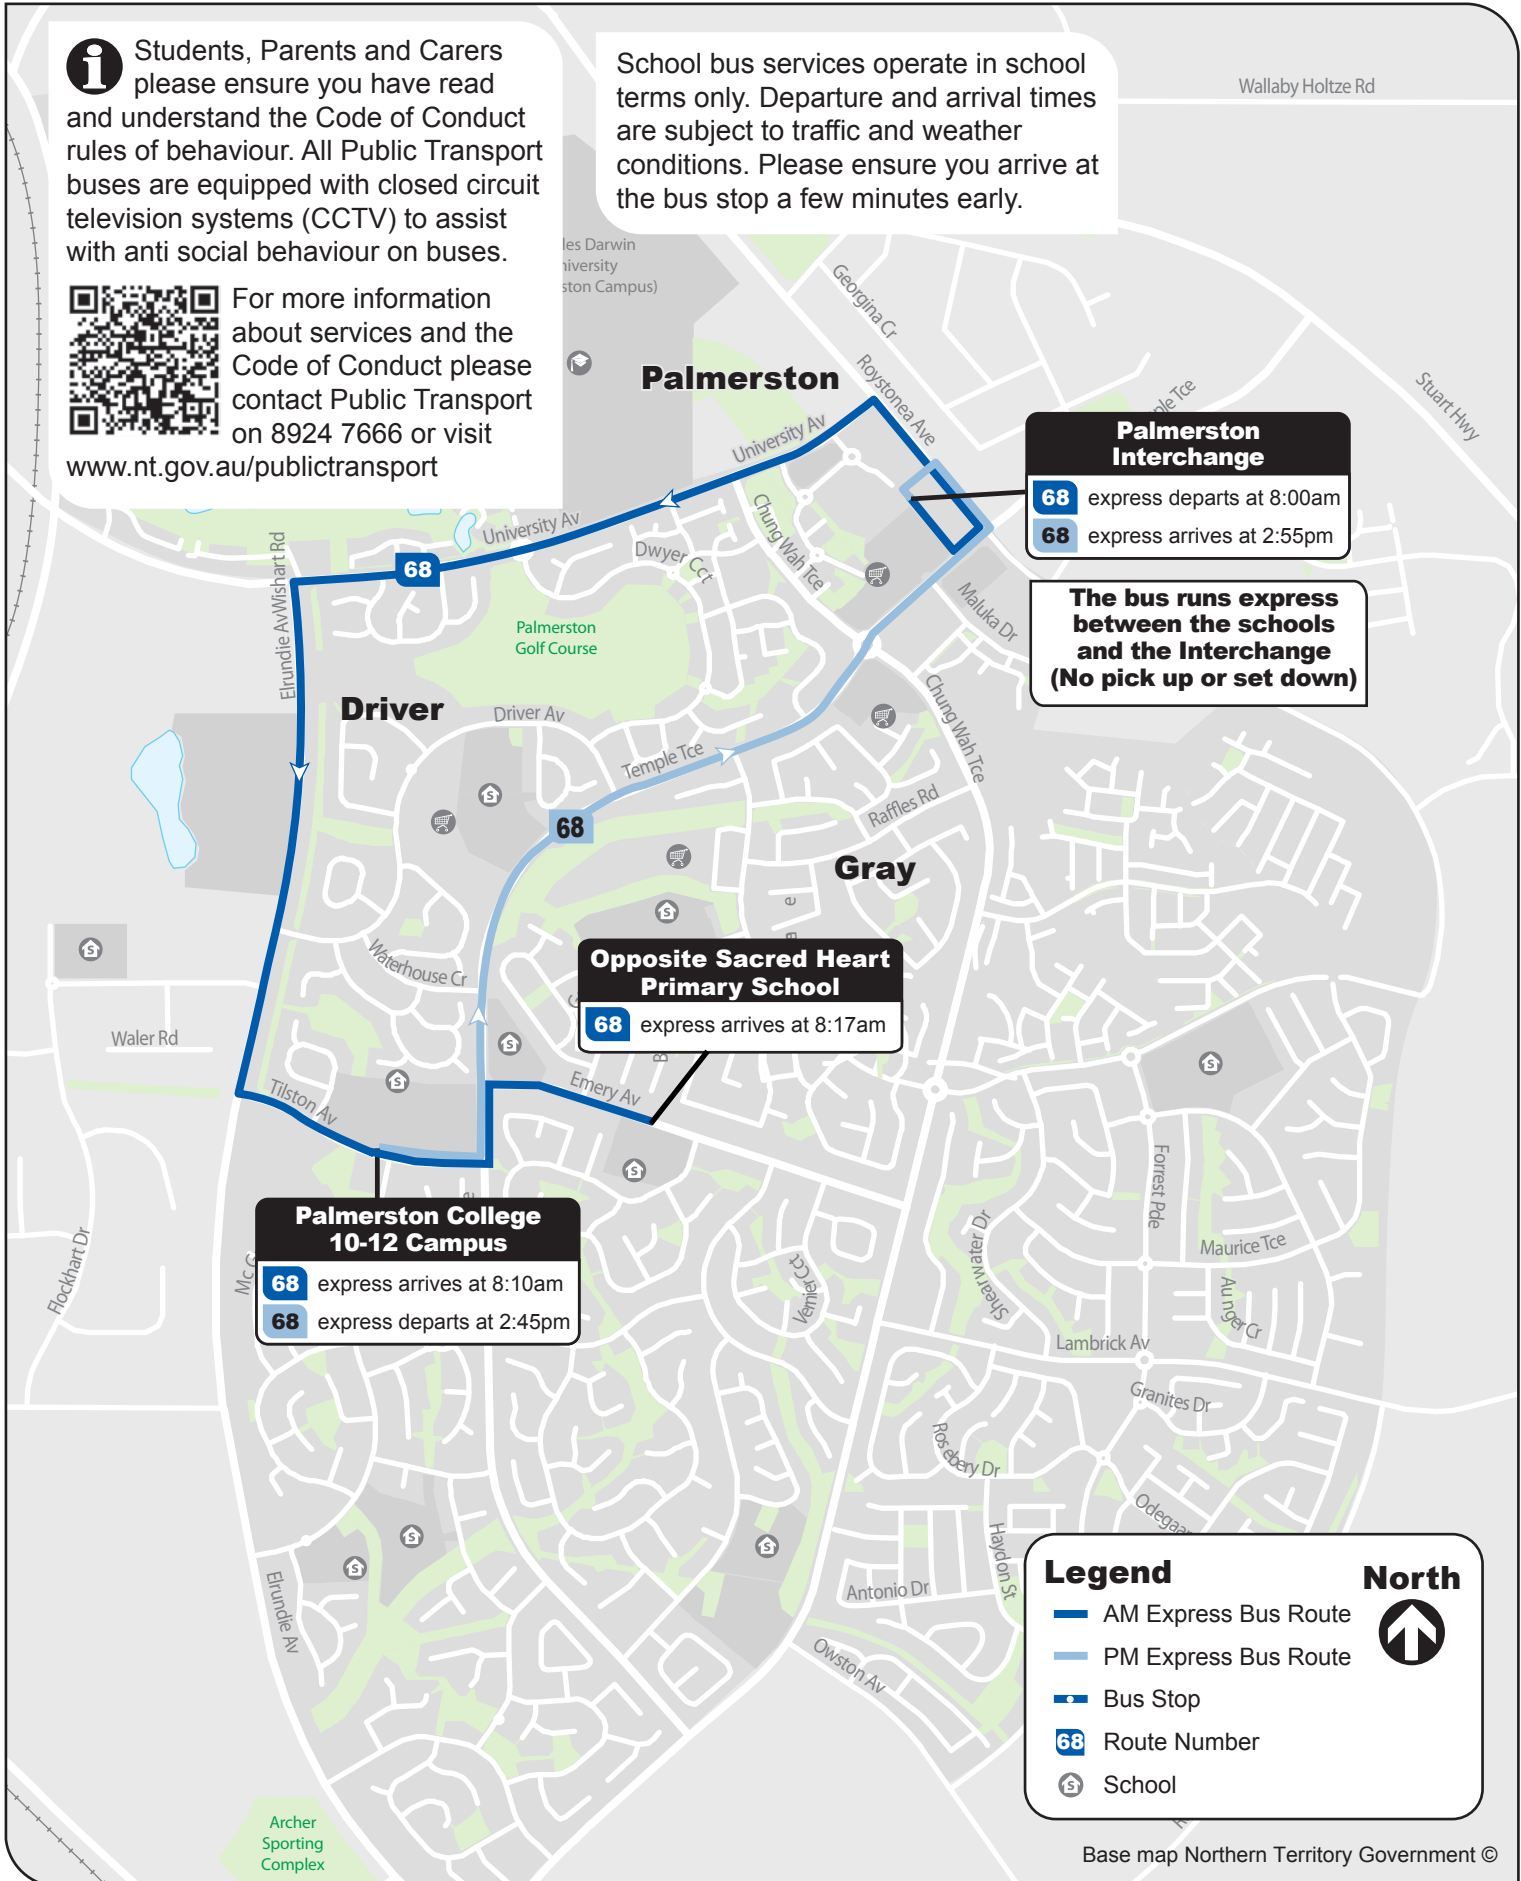 Students, Parents and Carers
please ensure you have read
and understand the Code of Conduct
rules of behaviour. All Public Transport
buses are equipped with closed circuit
television systems (CCTV) to assist
with anti social behaviour on buses.
For more information
about services and the
Code of Conduct please
contact Public Transport
on 8924 7666 or visit
www.nt.gov.au/publictransport
School bus services operate in school
terms only. Departure and arrival times
are subject to traffic and weather
conditions. Please ensure you arrive at
the bus stop a few minutes early.
Wallaby Holtze Rd
Darwin
Campus)
Georgina Cr
Roystonea Ave
Stuart Hwy
Palmerston
University Av
Palmerston
Interchange
68 express departs at 8:00am
68 express arrives at 2:55pm
The bus runs express
between the schools
and the Interchange
(No pick up or set down)
University Av
68
Dwyer Cct
Chung Wah Tce
Maluka Dr
Elrundie Av
Wishart Rd
Palmerston
Golf Course
Driver
Driver Av
Temple Tce
Chung Wah Tce
68
Raffles Rd
Gray
Waterhouse Cr
Opposite Sacred Heart
Primary School
68 express arrives at 8:17am
Waler Rd
Tilston Av
Emery Av
Palmerston College
10-12 Campus
68 express arrives at 8:10am
68 express departs at 2:45pm
Flockhart Dr
Forrest Pde
Maurice Tce
Shearwater Dr
Aunger Cr
Lambrick Av
Granites Dr
Rosebery Dr
Haydon St
Antonio Dr
Owston Av
Elrundie Av
Archer
Sporting
Complex
Legend
North
AM Express Bus Route
PM Express Bus Route
Bus Stop
68 Route Number
School
Base map Northern Territory Government ©